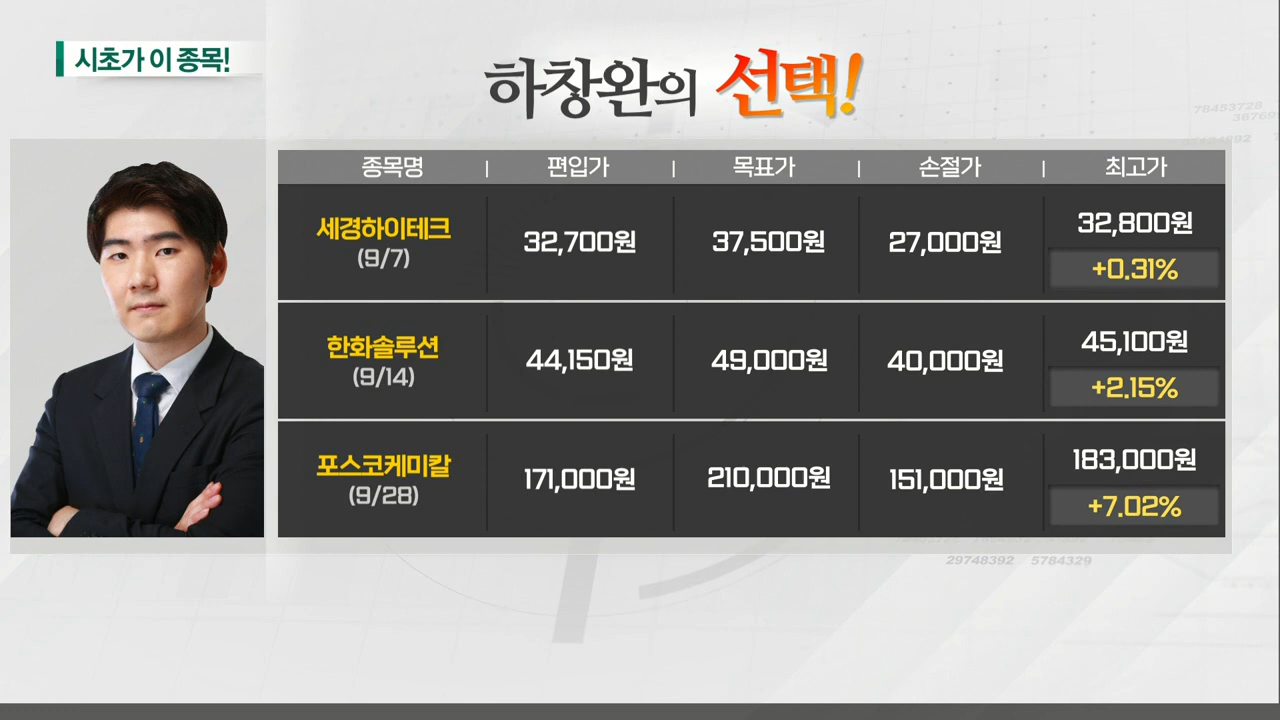 시초가 이 종목!
하창완의 선택!
종목명 | 편입가 | 목표가 | 손절가 | 최고가
세경하이테크
(9/7)
32,700원
37,500원
27,000원
32,800원
+0.31%
한화솔루션
(9/14)
44,150원
49,000원
40,000원
45,100원
+2.15%
포스코케미칼
(9/28)
171,000원
210,000원
151,000원
183,000원
+7.02%
78453728
29748392 5784329